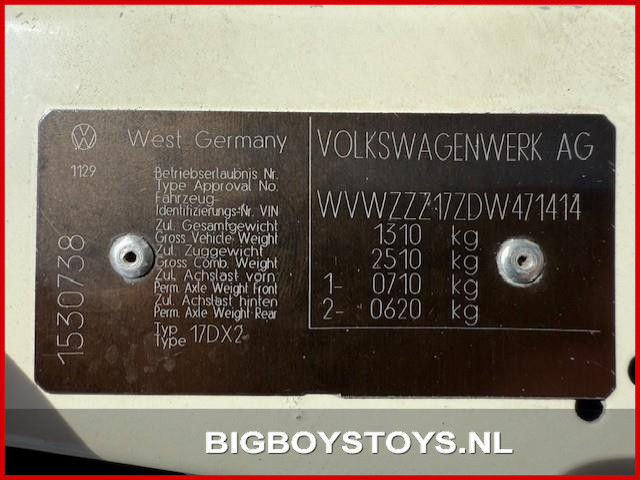 West Germany
VOLKSWAGENWERK AG
1129
Betriebserlaubnis Nr.
Type Approval No.
Fahrzeug-
Identifizierungs-Nr. VIN
WVWZZZ17ZDW471414
Zul. Gesamtgewicht
Gross Vehicle Weight
1310 kg
Zul. Zuggewicht
Gross Comb. Weight
2510 kg
Zul. Achslast vorn
Perm. Axle Weight Front
1- 0710 kg
Zul. Achslast hinten
Perm. Axle Weight Rear
2- 0620 kg
Typ
Type 17DX2
1530738
BIGBOYSTOYS.NL